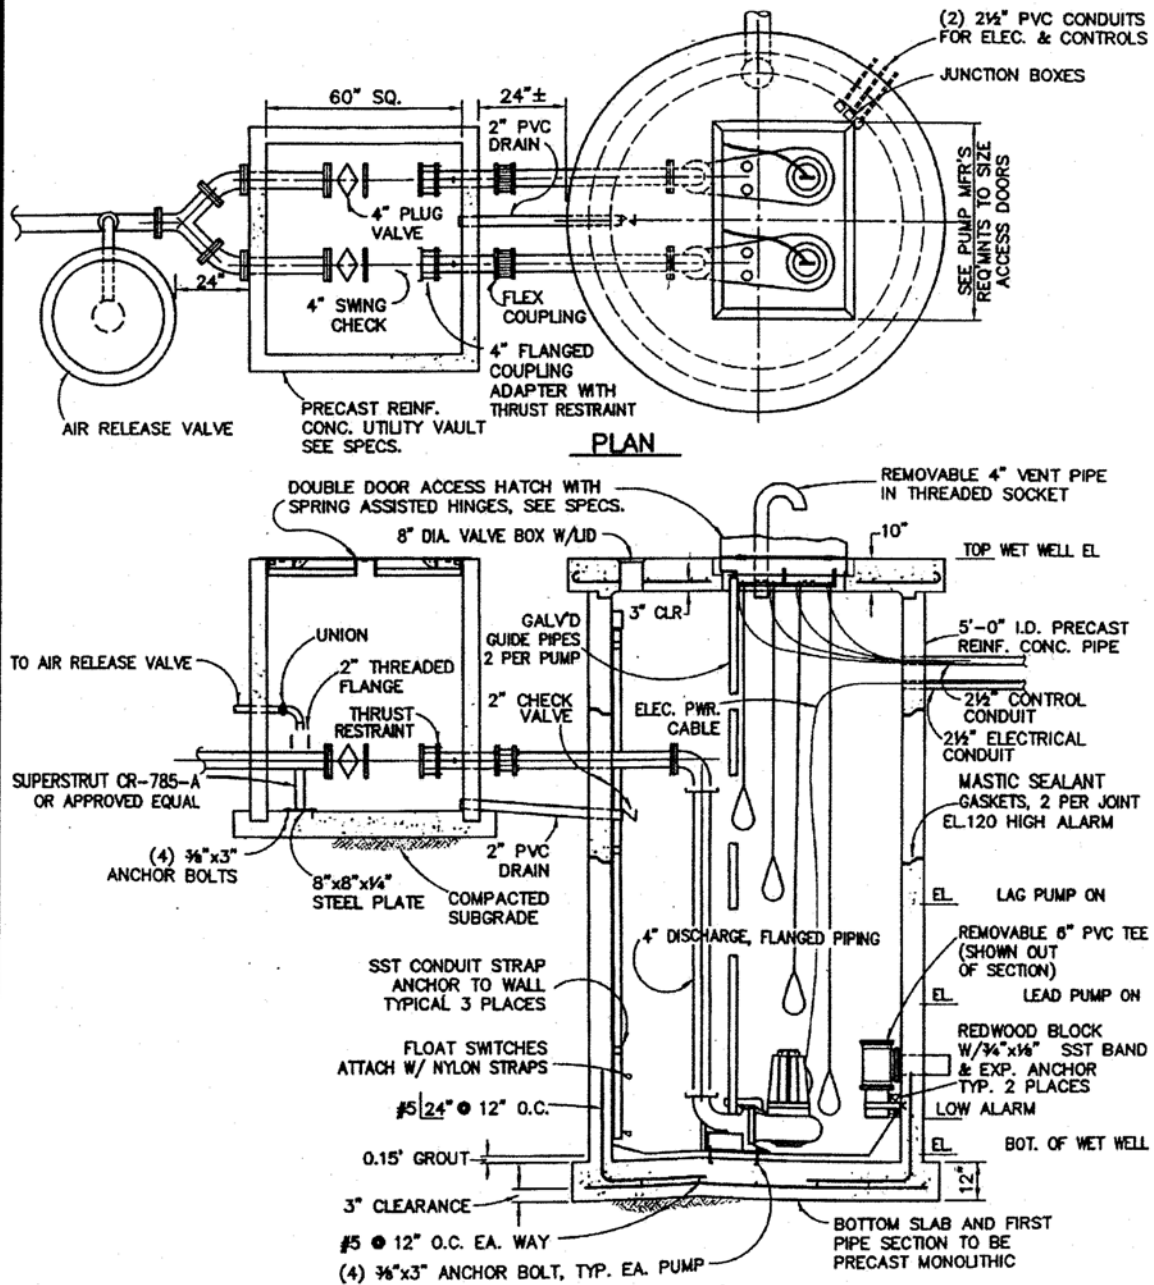 (2) 2½" PVC CONDUITS
FOR ELEC. & CONTROLS
JUNCTION BOXES
60" SQ.
24"±
2" PVC
DRAIN
4" PLUG
VALVE
24"
4" SWING
CHECK
FLEX
COUPLING
4" FLANGED
COUPLING
ADAPTER WITH
THRUST RESTRAINT
SEE PUMP MFR'S
REQ'MNTS TO SIZE
ACCESS DOORS
AIR RELEASE VALVE
PRECAST REINF.
CONC. UTILITY VAULT
SEE SPECS.
PLAN
DOUBLE DOOR ACCESS HATCH WITH
SPRING ASSISTED HINGES, SEE SPECS.
REMOVABLE 4" VENT PIPE
IN THREADED SOCKET
8" DIA. VALVE BOX W/LID
10"
TOP WET WELL EL
3" CLR
GALV'D
GUIDE PIPES
2 PER PUMP
5'-0" I.D. PRECAST
REINF. CONC. PIPE
UNION
TO AIR RELEASE VALVE
2" THREADED
FLANGE
2" CHECK
VALVE
THRUST
RESTRAINT
ELEC. PWR.
CABLE
2½" CONTROL
CONDUIT
2½" ELECTRICAL
CONDUIT
SUPERSTRUT CR-785-A
OR APPROVED EQUAL
MASTIC SEALANT
GASKETS, 2 PER JOINT
EL.120 HIGH ALARM
(4) ⅜"x3"
ANCHOR BOLTS
8"x8"x¼"
STEEL PLATE
COMPACTED
SUBGRADE
2" PVC
DRAIN
EL. LAG PUMP ON
4" DISCHARGE, FLANGED PIPING
REMOVABLE 6" PVC TEE
(SHOWN OUT
OF SECTION)
SST CONDUIT STRAP
ANCHOR TO WALL
TYPICAL 3 PLACES
EL. LEAD PUMP ON
REDWOOD BLOCK
W/¾"x⅛" SST BAND
& EXP. ANCHOR
TYP. 2 PLACES
FLOAT SWITCHES
ATTACH W/ NYLON STRAPS
#5 24" @ 12" O.C.
LOW ALARM
EL. BOT. OF WET WELL
0.15' GROUT
12"
3" CLEARANCE
#5 @ 12" O.C. EA. WAY
(4) ⅜"x3" ANCHOR BOLT, TYP. EA. PUMP
BOTTOM SLAB AND FIRST
PIPE SECTION TO BE
PRECAST MONOLITHIC